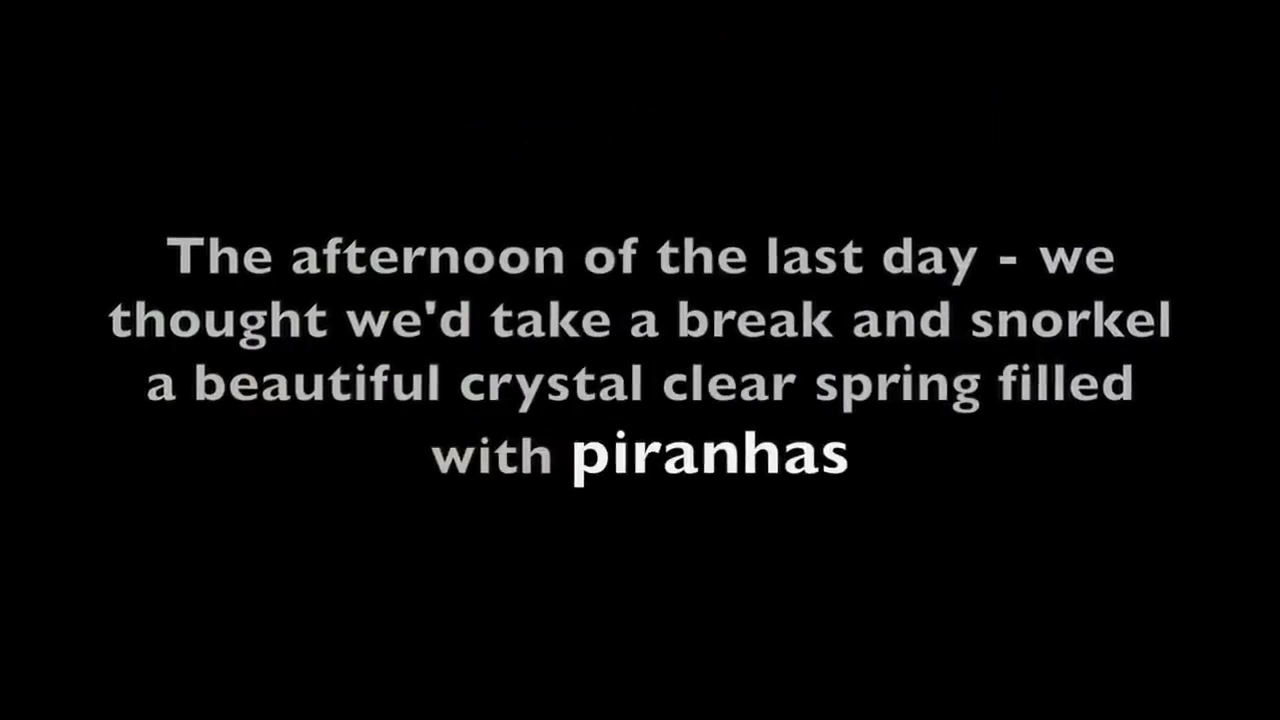 The afternoon of the last day - we
thought we'd take a break and snorkel
a beautiful crystal clear spring filled
with piranhas